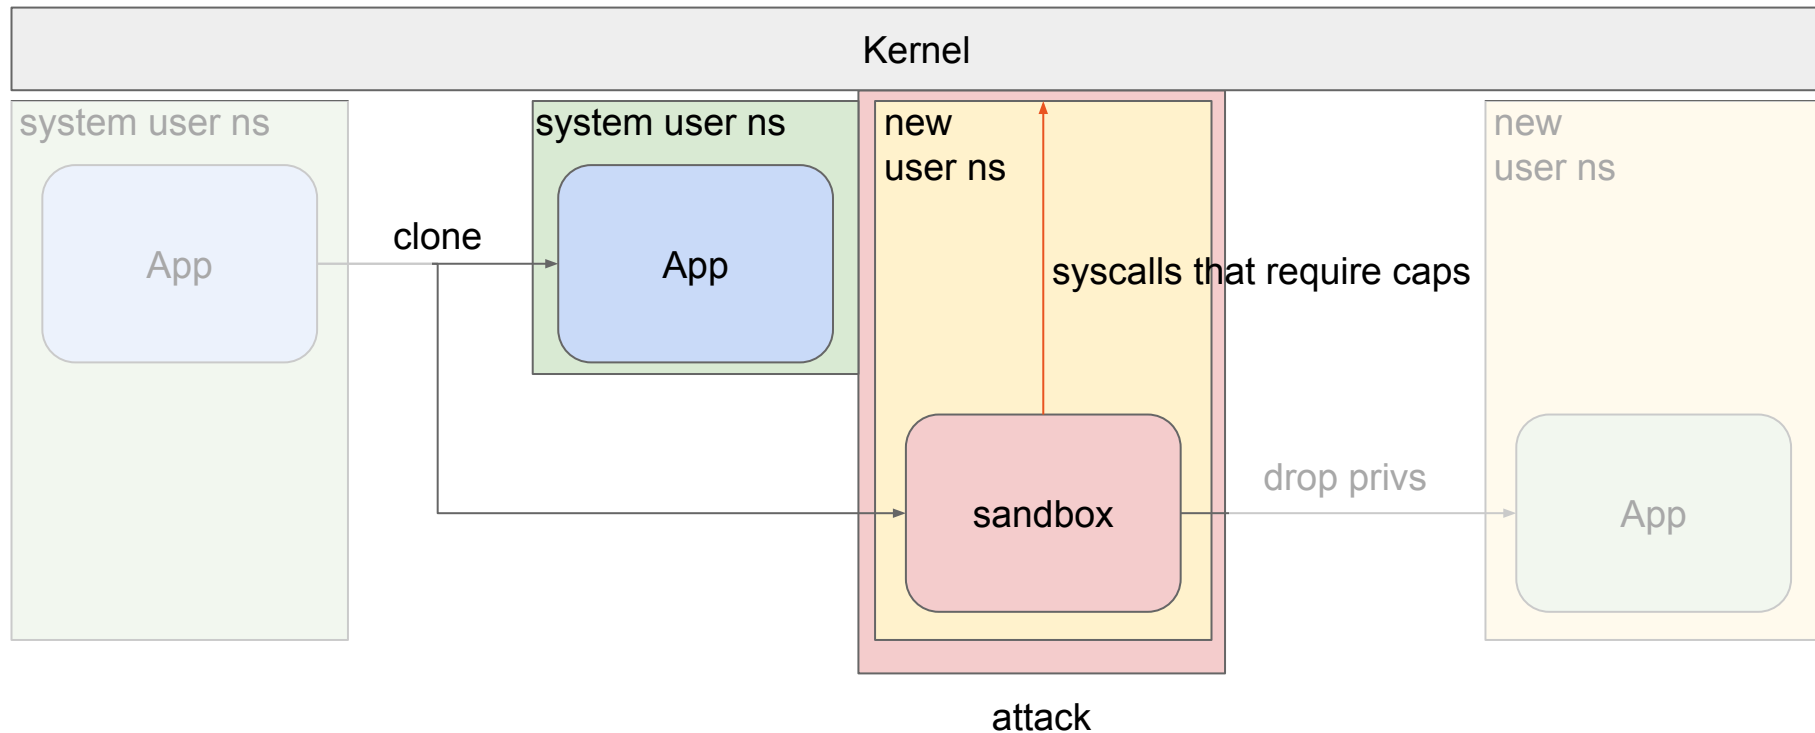 Kernel
system user ns
system user ns
new
user ns
new
user ns
App
clone
App
syscalls that require caps
sandbox
drop privs
App
attack